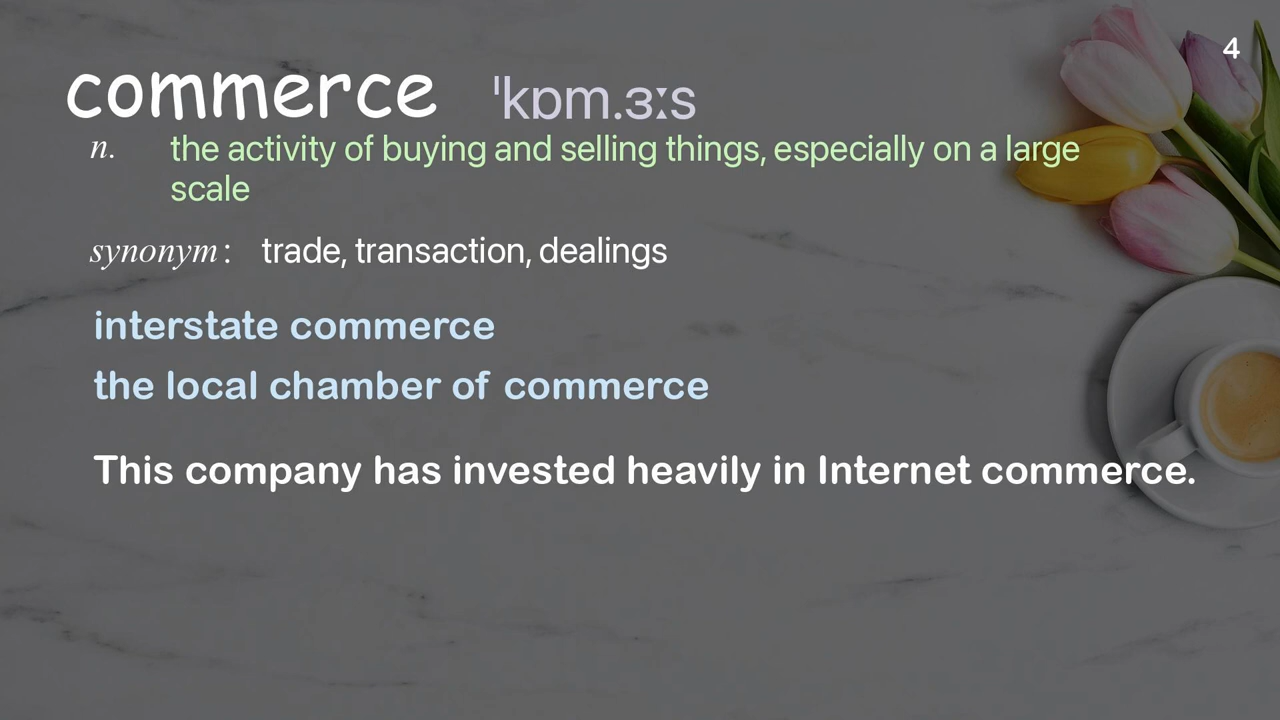 4
commerce ˈkɒm.ɜːs
n. the activity of buying and selling things, especially on a large
scale
synonym: trade, transaction, dealings
interstate commerce
the local chamber of commerce
This company has invested heavily in Internet commerce.